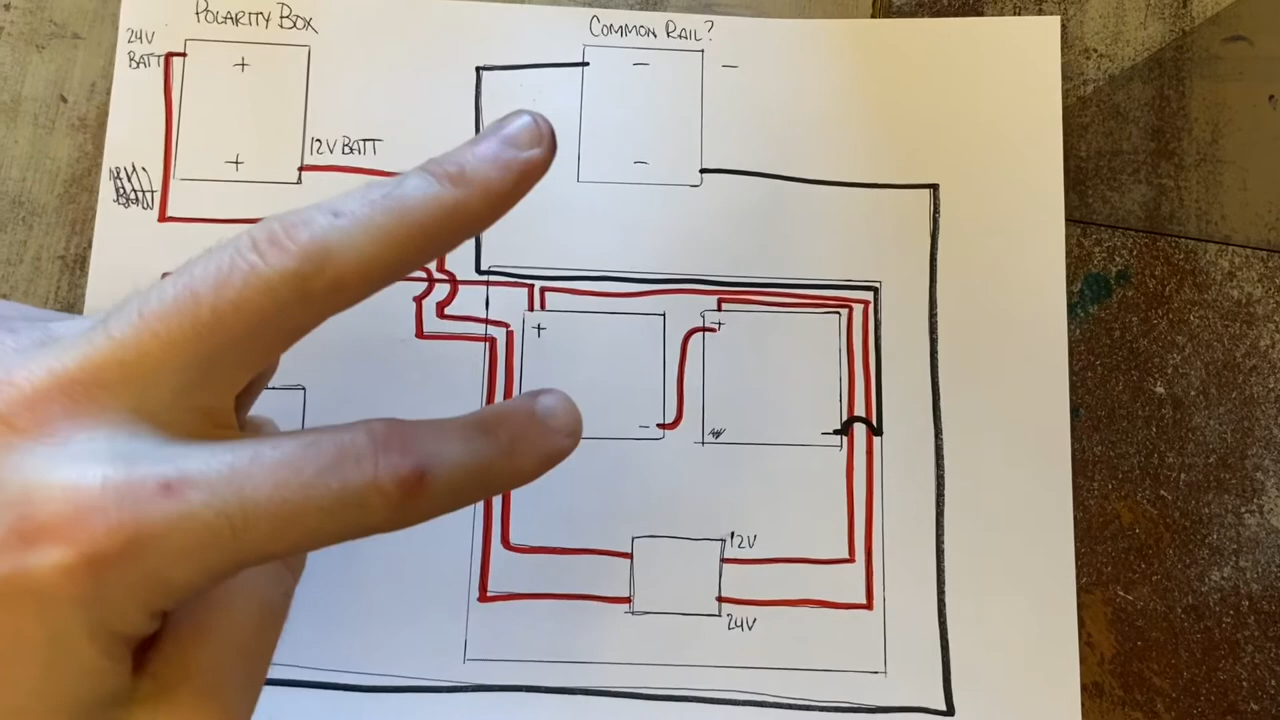 POLARITY BOX
COMMON RAIL?
24V
BATT
+
-
-
+
-
12V BATT
+
+
-
-
12V
24V